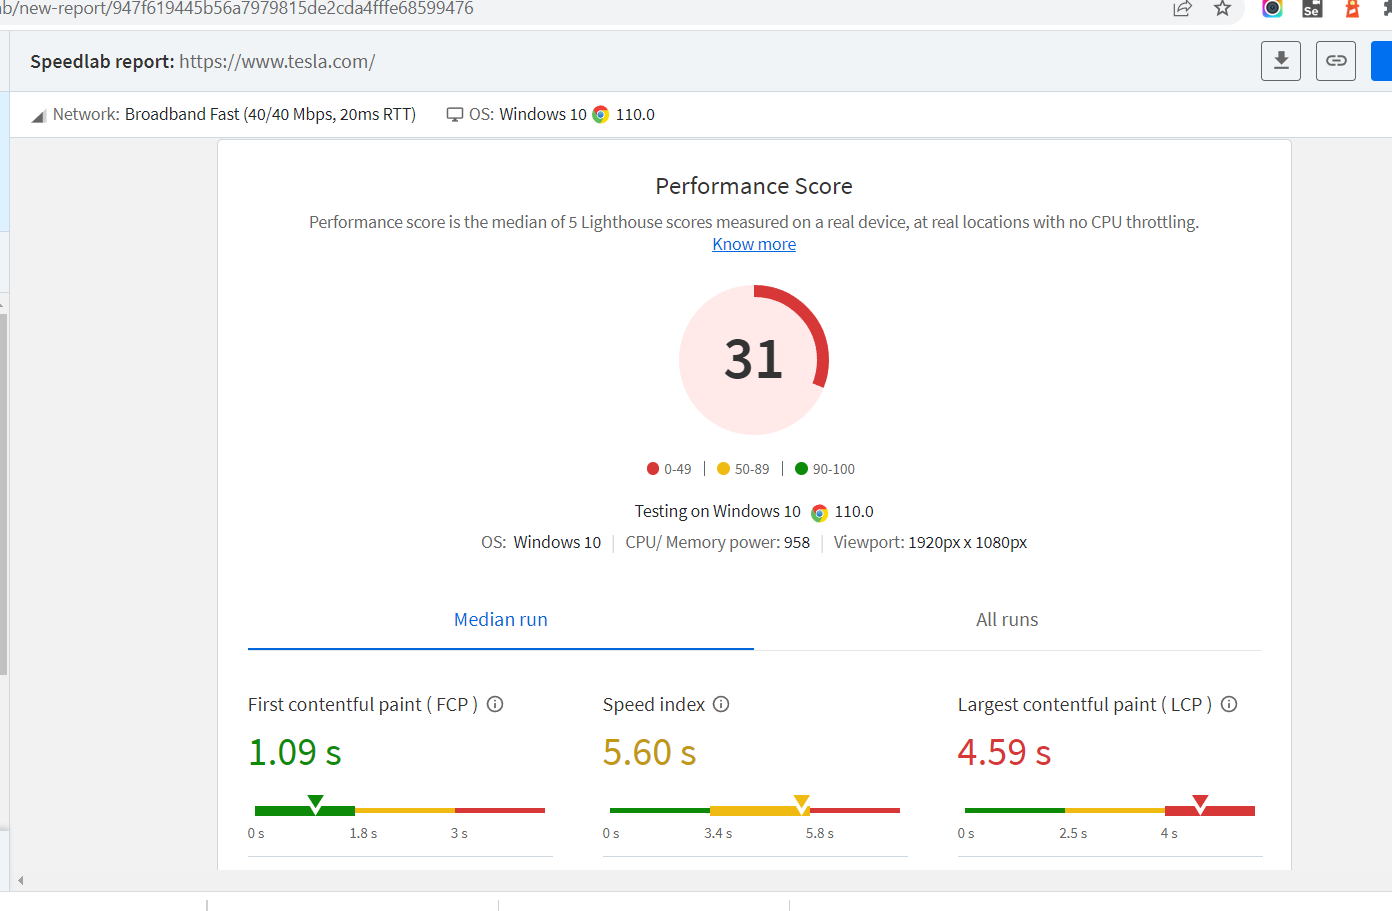 b/new-report/947f619445b56a7979815de2cda4fffe68599476
Se
Speedlab report: https://www.tesla.com/
Network: Broadband Fast (40/40 Mbps, 20ms RTT) OS: Windows 10 110.0
Performance Score
Performance score is the median of 5 Lighthouse scores measured on a real device, at real locations with no CPU throttling.
Know more
31
0-49 | 50-89 | 90-100
Testing on Windows 10 110.0
OS: Windows 10 | CPU/ Memory power: 958 | Viewport: 1920px x 1080px
Median run All runs
First contentful paint ( FCP ) Speed index Largest contentful paint ( LCP )
1.09 s 5.60 s 4.59 s
0 s 1.8 s 3 s 0 s 3.4 s 5.8 s 0 s 2.5 s 4 s